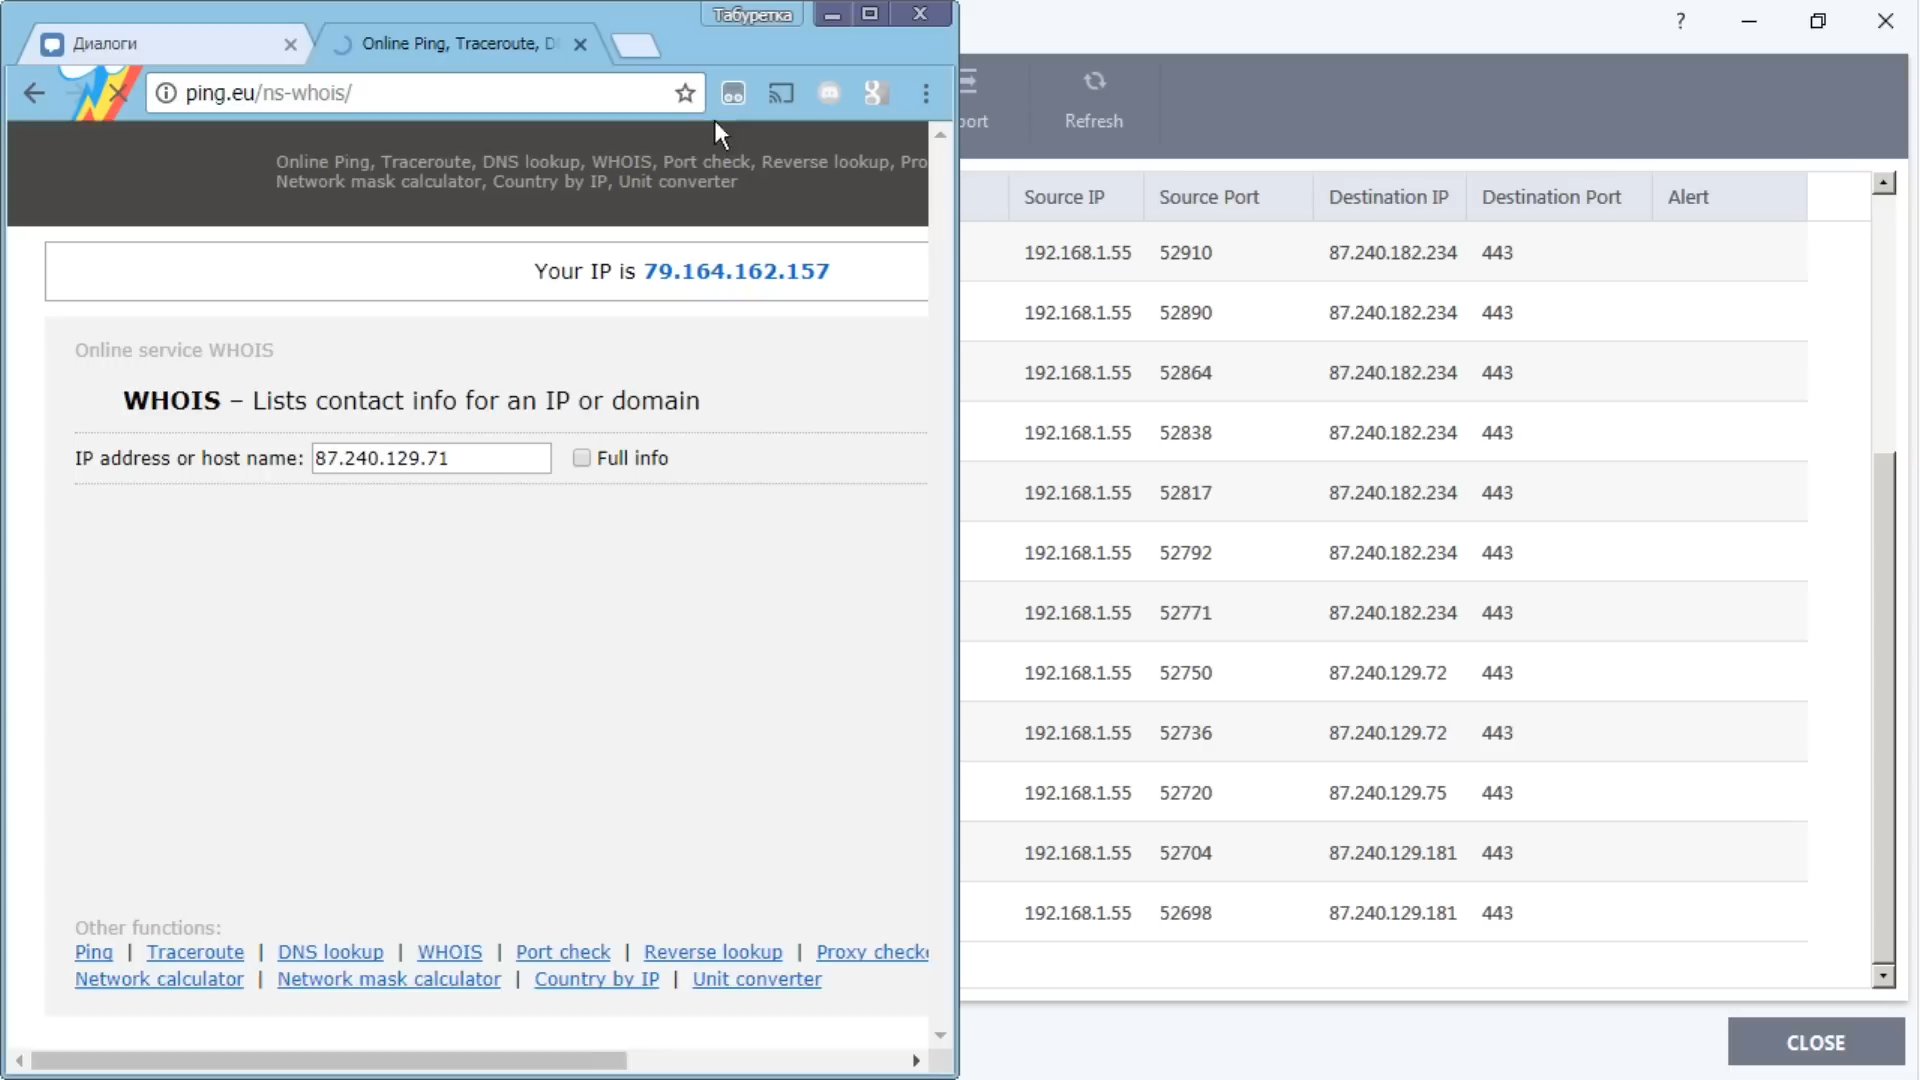 Табуретка
Диалоги
Online Ping, Traceroute, D
ping.eu/ns-whois/
Online Ping, Traceroute, DNS lookup, WHOIS, Port check, Reverse lookup, Pro
Network mask calculator, Country by IP, Unit converter
Your IP is 79.164.162.157
Online service WHOIS
WHOIS – Lists contact info for an IP or domain
IP address or host name: 87.240.129.71 Full info
Other functions:
Ping | Traceroute | DNS lookup | WHOIS | Port check | Reverse lookup | Proxy checke
Network calculator | Network mask calculator | Country by IP | Unit converter
?
port
Refresh
Source IP Source Port Destination IP Destination Port Alert
192.168.1.55 52910 87.240.182.234 443
192.168.1.55 52890 87.240.182.234 443
192.168.1.55 52864 87.240.182.234 443
192.168.1.55 52838 87.240.182.234 443
192.168.1.55 52817 87.240.182.234 443
192.168.1.55 52792 87.240.182.234 443
192.168.1.55 52771 87.240.182.234 443
192.168.1.55 52750 87.240.129.72 443
192.168.1.55 52736 87.240.129.72 443
192.168.1.55 52720 87.240.129.75 443
192.168.1.55 52704 87.240.129.181 443
192.168.1.55 52698 87.240.129.181 443
CLOSE